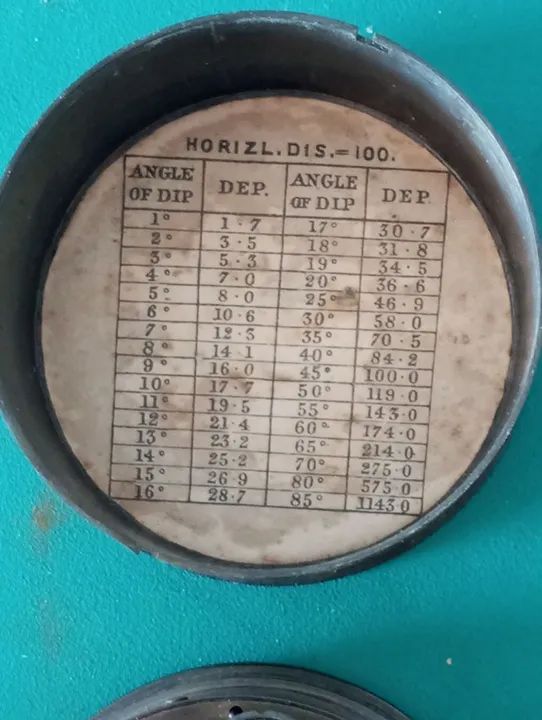 HORIZL. DIS. = 100.
ANGLE OF DIP DEP. ANGLE OF DIP DEP
1° 1·7 17° 30·7
2° 3·5 18° 31·8
3° 5·3 19° 34·5
4° 7·0 20° 36·6
5° 8·0 25° 46·9
6° 10·6 30° 58·0
7° 12·3 35° 70·5
8° 14·1 40° 84·2
9° 16·0 45° 100·0
10° 17·7 50° 119·0
11° 19·5 55° 143·0
12° 21·4 60° 174·0
13° 23·2 65° 214·0
14° 25·2 70° 275·0
15° 26·9 80° 575·0
16° 28·7 85° 1143·0